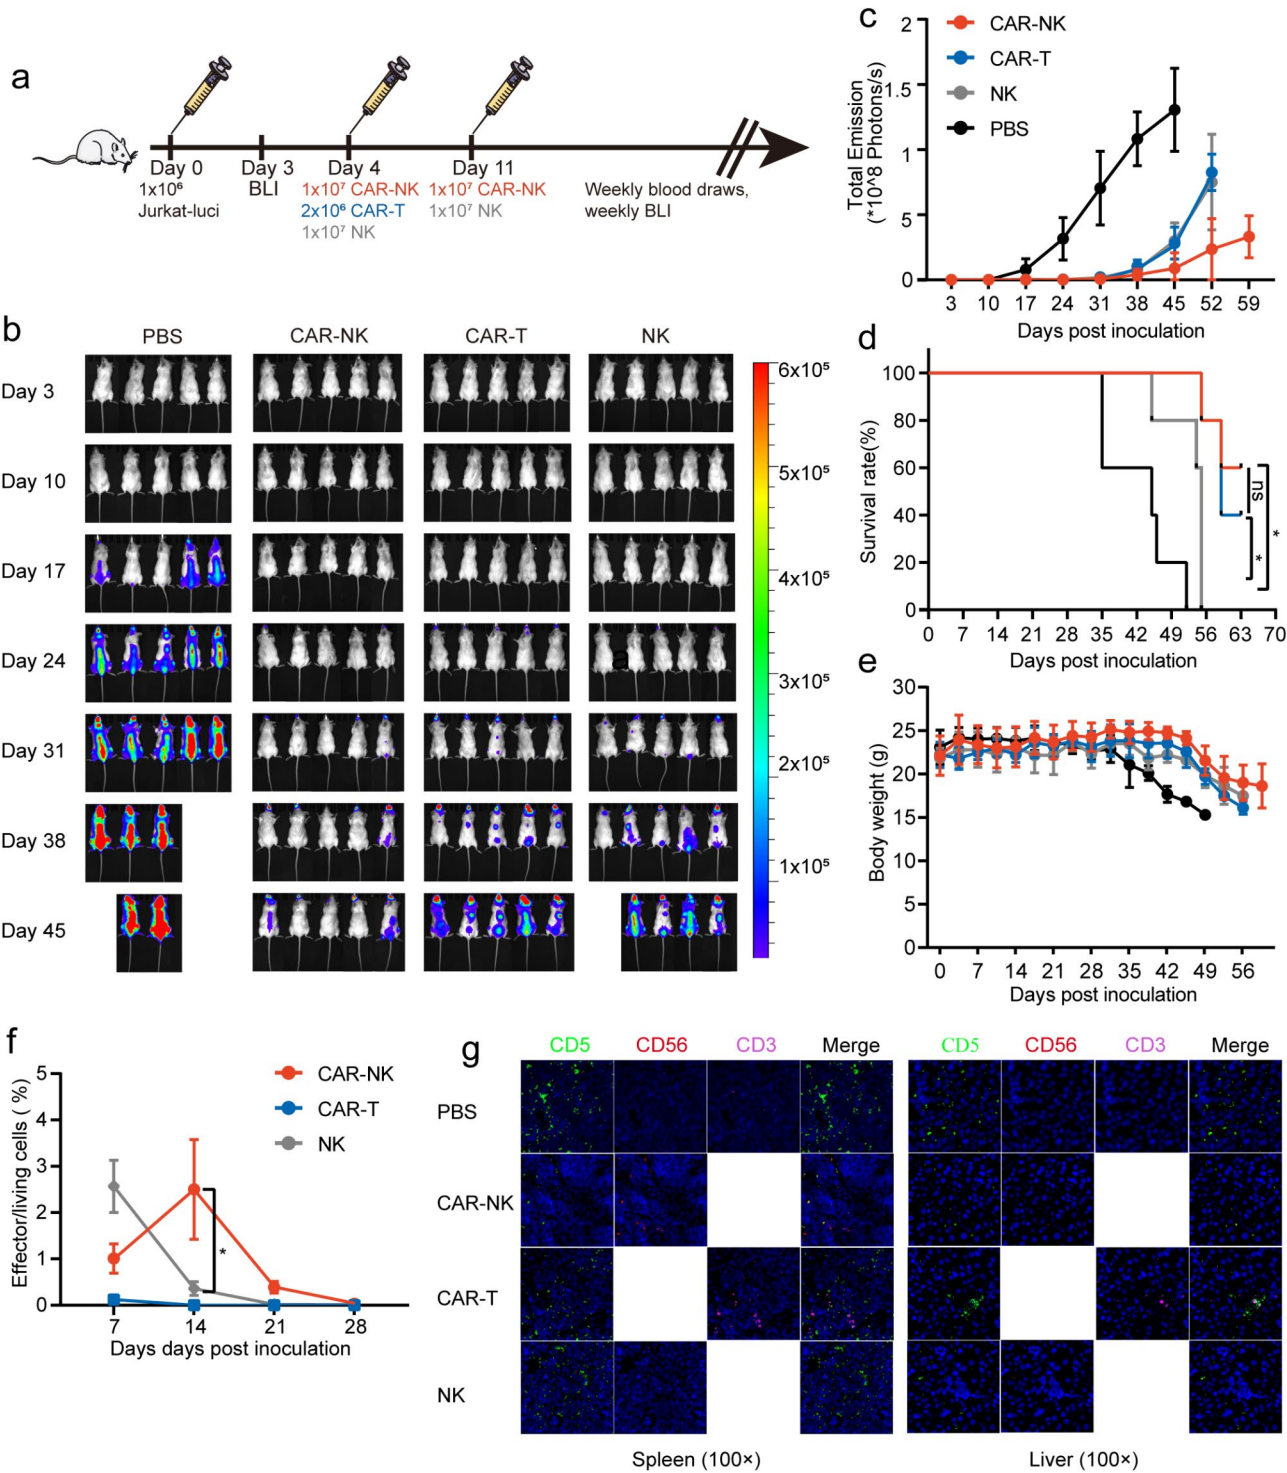 a
Day 0
Day 3
Day 4
Day 11
1x10⁶
Jurkat-luci
BLI
1x10⁷ CAR-NK
2x10⁶ CAR-T
1x10⁷ NK
1x10⁷ CAR-NK
1x10⁷ NK
Weekly blood draws,
weekly BLI
b
PBS
CAR-NK
CAR-T
NK
Day 3
Day 10
Day 17
Day 24
a
Day 31
Day 38
Day 45
6x10⁵
5x10⁵
4x10⁵
3x10⁵
2x10⁵
1x10⁵
c
CAR-NK
CAR-T
NK
PBS
Total Emission
(*10^8 Photons/s)
2
1.5
1
5
0
3 10 17 24 31 38 45 52 59
Days post inoculation
d
Survival rate(%)
100
80
60
40
20
0
ns
*
*
0 7 14 21 28 35 42 49 56 63 70
Days post inoculation
e
Body weight (g)
30
25
20
15
10
5
0
0 7 14 21 28 35 42 49 56
Days post inoculation
f
Effector/living cells ( %)
5
4
3
2
1
0
CAR-NK
CAR-T
NK
*
7 14 21 28
Days days post inoculation
g
CD5 CD56 CD3 Merge
CD5 CD56 CD3 Merge
PBS
CAR-NK
CAR-T
NK
Spleen (100×)
Liver (100×)